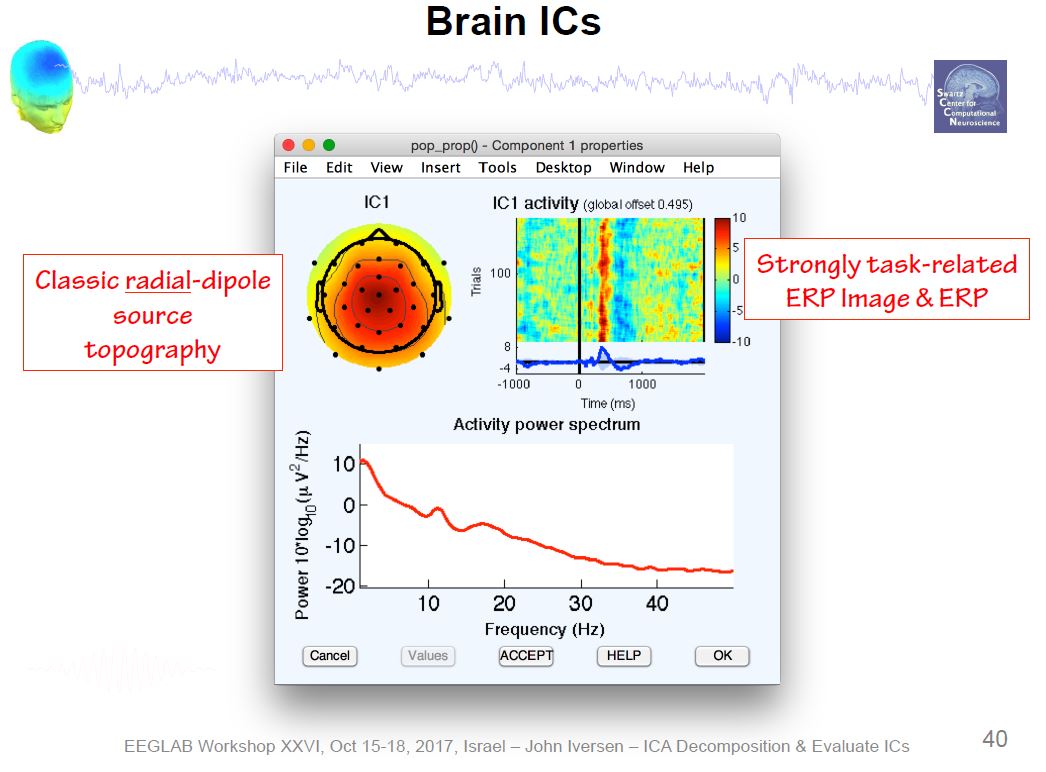 Brain ICs
Swartz
Center for
Computational
Neuroscience
pop_prop() - Component 1 properties
File Edit View Insert Tools Desktop Window Help
IC1
IC1 activity (global offset 0.495)
Trials
100
10
5
0
-5
-10
8
-4
-1000 0 1000
Time (ms)
Classic radial-dipole
source
topography
Strongly task-related
ERP Image & ERP
Activity power spectrum
Power 10*log10(μ V2/Hz)
10
0
-10
-20
10 20 30 40
Frequency (Hz)
Cancel Values ACCEPT HELP OK
EEGLAB Workshop XXVI, Oct 15-18, 2017, Israel – John Iversen – ICA Decomposition & Evaluate ICs
40